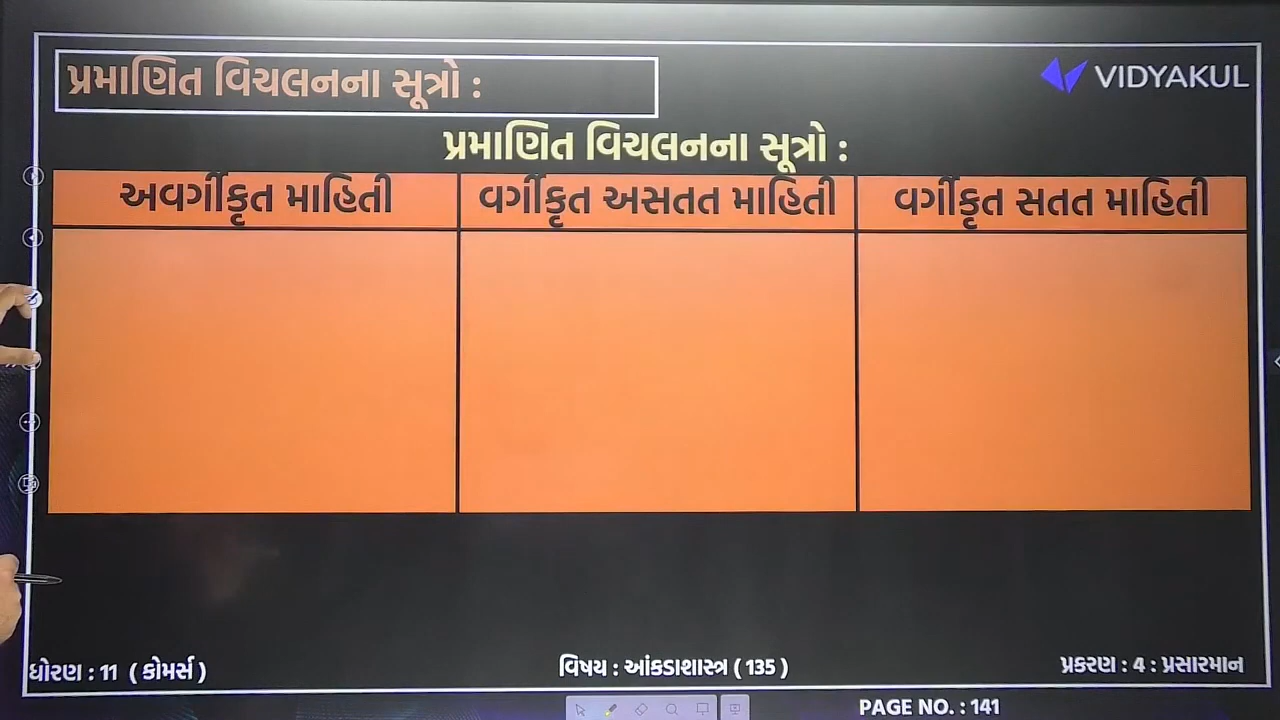 પ્રમાણિત વિચલનના સૂત્રો :
VIDYAKUL
પ્રમાણિત વિચલનના સૂત્રો :
અવર્ગીકૃત માહિતી
વર્ગીકૃત અસતત માહિતી
વર્ગીકૃત સતત માહિતી
ધોરણ : 11 ( કોમર્સ )
વિષય : આંકડાશાસ્ત્ર ( 135 )
પ્રકરણ : 4 : પ્રસારમાન
PAGE NO. : 141